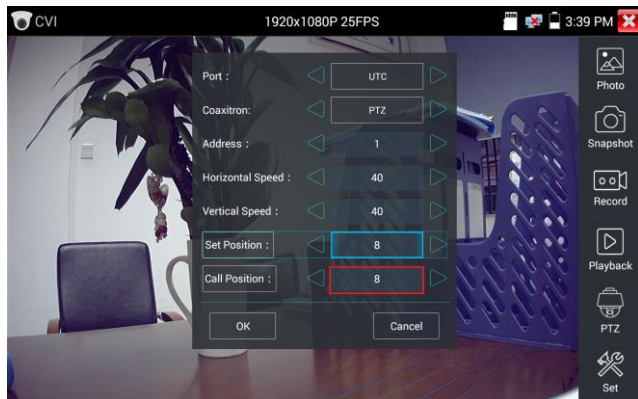 CVI 1920x1080P 25FPS 3:39 PM
Port : UTC
Coaxitron: PTZ
Address : 1
Horizontal Speed : 40
Vertical Speed : 40
Set Position : 8
Call Position : 8
OK Cancel
Photo
Snapshot
Record
Playback
PTZ
Set